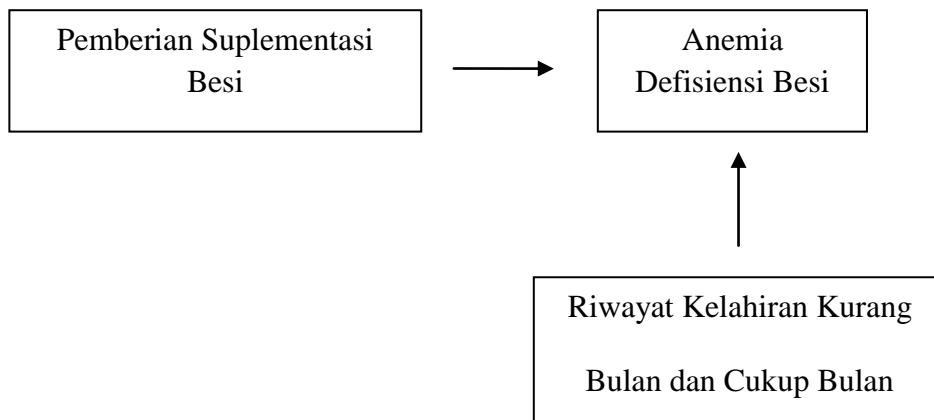 Pemberian Suplementasi
Besi
Anemia
Defisiensi Besi
Riwayat Kelahiran Kurang
Bulan dan Cukup Bulan